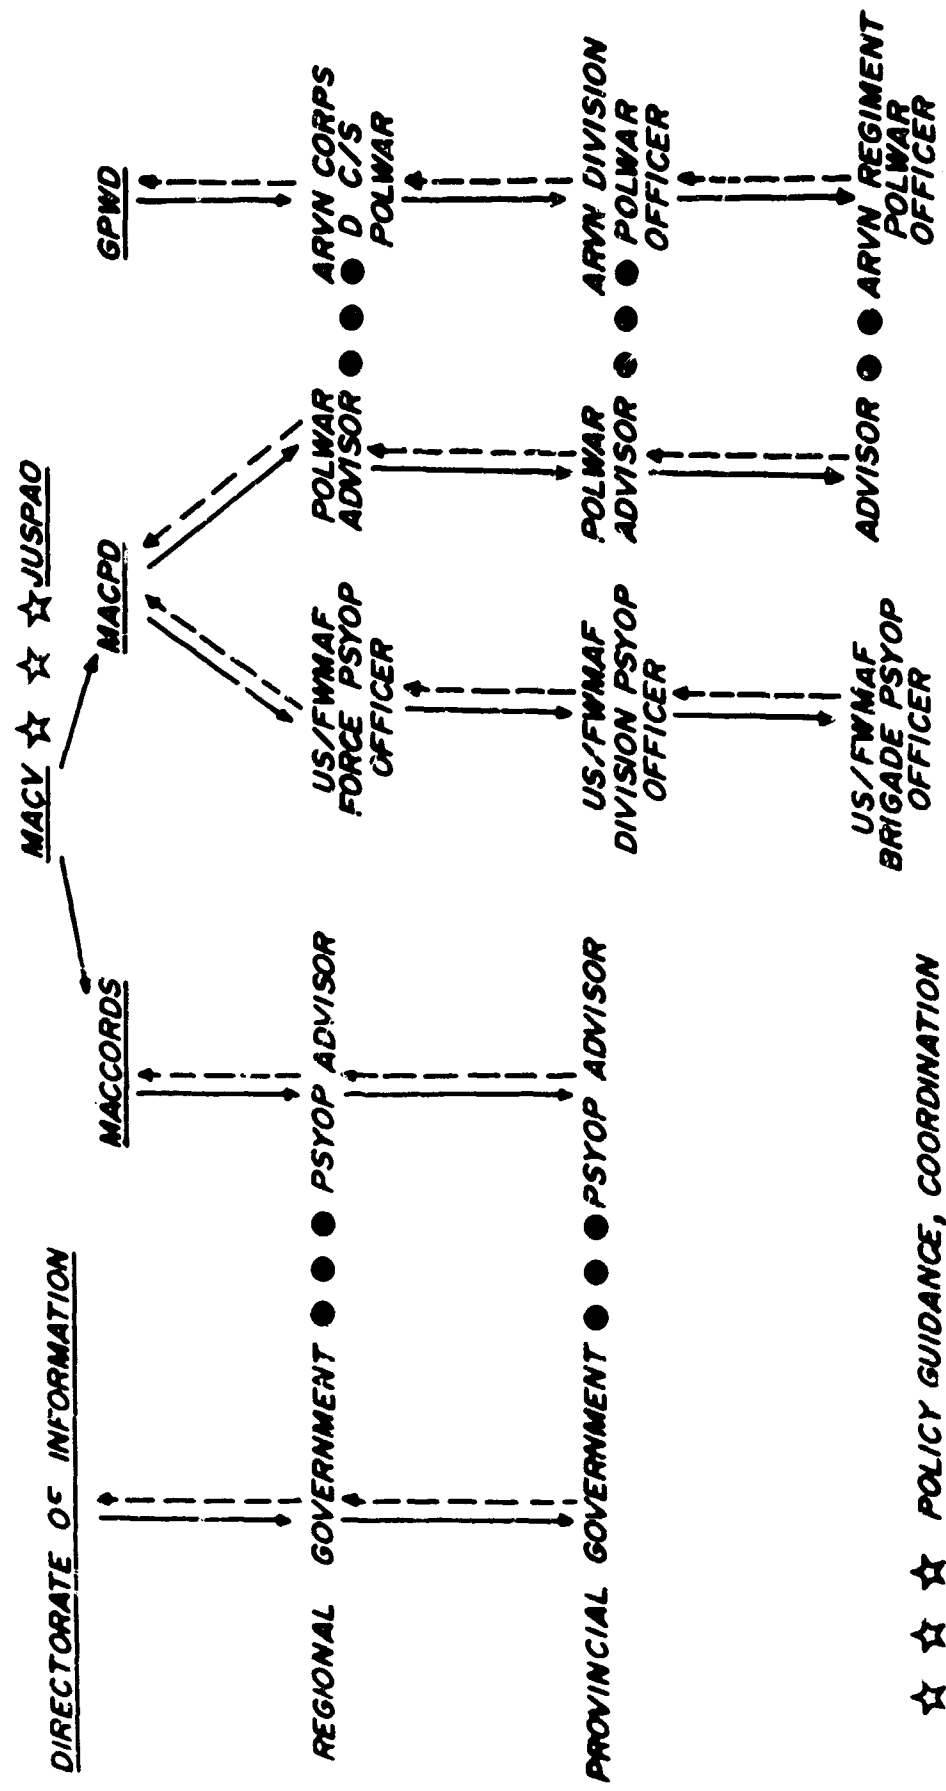 MACV ☆ ☆ ☆ JUSPAO
DIRECTORATE OF INFORMATION
MACCORDS
MACPD
GPWD
REGIONAL GOVERNMENT ● ● ● PSYOP ADVISOR
US/FWMAF
FORCE PSYOP
OFFICER
POLWAR
ADVISOR ● ● ●
ARVN CORPS
D C/S
POLWAR
PROVINCIAL GOVERNMENT ● ● ● PSYOP ADVISOR
US/FWMAF
DIVISION PSYOP
OFFICER
POLWAR
ADVISOR ● ● ●
ARVN DIVISION
POLWAR
OFFICER
US/FWMAF
BRIGADE PSYOP
OFFICER
ADVISOR ● ●
ARVN REGIMENT
POLWAR
OFFICER
☆ ☆ ☆ POLICY GUIDANCE, COORDINATION